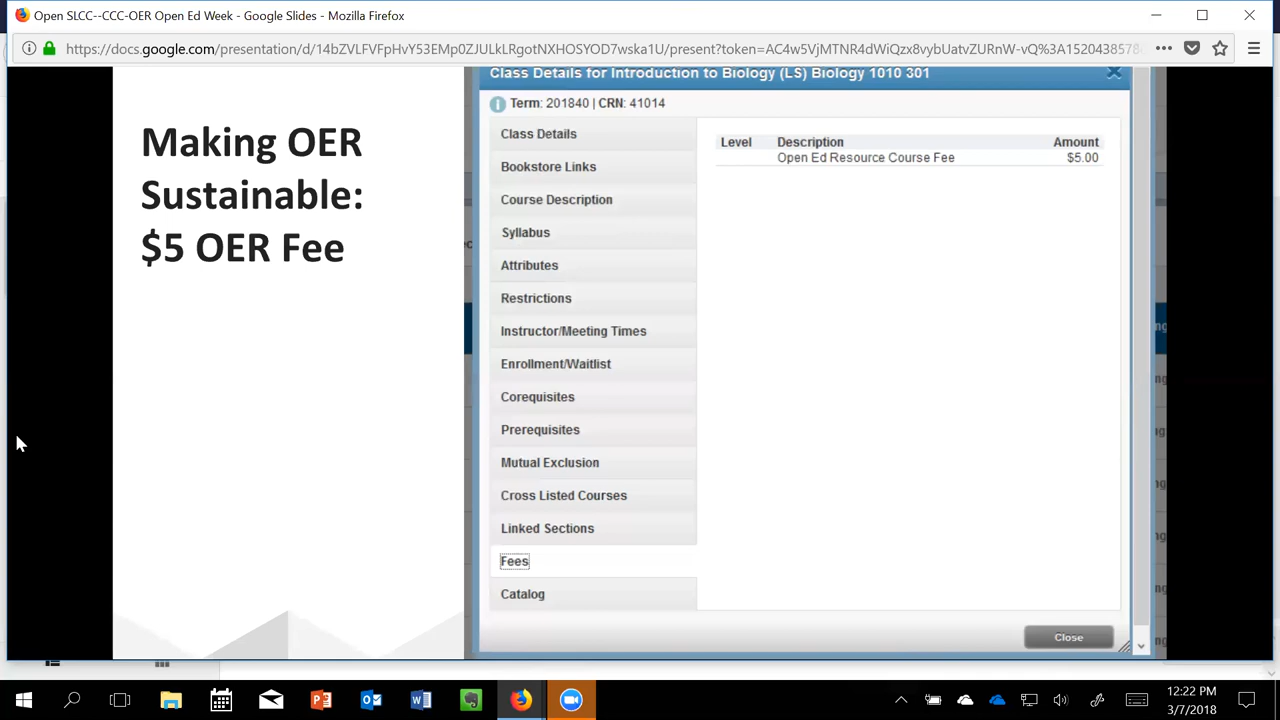 Open SLCC--CCC-OER Open Ed Week - Google Slides - Mozilla Firefox
https://docs.google.com/presentation/d/14bZVLFVFpHvY53EMp0ZJULkLRgotNXHOSYOD7wska1U/present?token=AC4w5VjMTNR4dWiQzx8vybUatvZURnW-vQ%3A1520438578
Making OER
Sustainable:
$5 OER Fee
Class Details for Introduction to Biology (LS) Biology 1010 301
Term: 201840 | CRN: 41014
Class Details
Bookstore Links
Course Description
Syllabus
Attributes
Restrictions
Instructor/Meeting Times
Enrollment/Waitlist
Corequisites
Prerequisites
Mutual Exclusion
Cross Listed Courses
Linked Sections
Fees
Catalog
Level Description Amount
Open Ed Resource Course Fee $5.00
Close
12:22 PM
3/7/2018